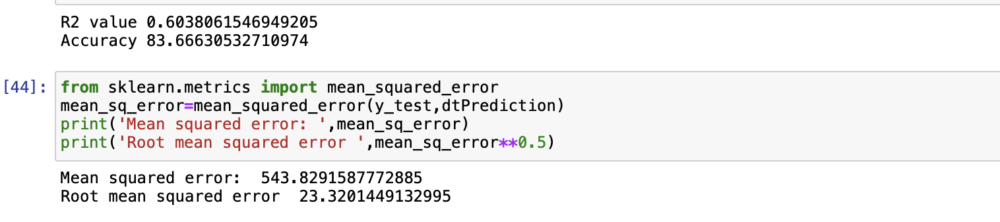 R2 value 0.6038061546949205
Accuracy 83.66630532710974
[44]: from sklearn.metrics import mean_squared_error
mean_sq_error=mean_squared_error(y_test,dtPrediction)
print('Mean squared error: ',mean_sq_error)
print('Root mean squared error ',mean_sq_error**0.5)
Mean squared error:  543.8291587772885
Root mean squared error  23.3201449132995